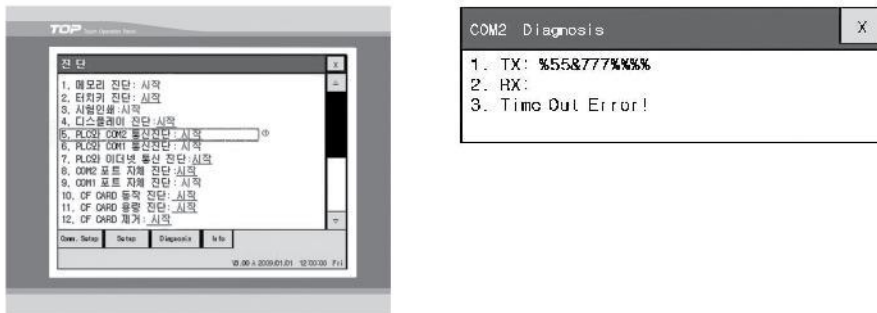 TOP
진 단
X
1. 메모리 진단: 시작
2. 터치키 진단: 시작
3. 시험인쇄:시작
4. 디스플레이 진단:시작
5. PLC와 COM2 통신진단: 시작
①
6. PLC와 COM1 통신진단: 시작
7. PLC와 이더넷 통신 진단:시작
8. COM2 포트 자체 진단:시작
9. COM1 포트 자체 진단: 시작
10. CF CARD 동작 진단: 시작
11. CF CARD 용량 진단: 시작
12. CF CARD 제거: 시작
Comm. Setup Setup Diagnosis Info
2009/01/01 12:00:00 Fri
COM2 Diagnosis X
1. TX: %55&777%%%%
2. RX:
3. Time Out Error!